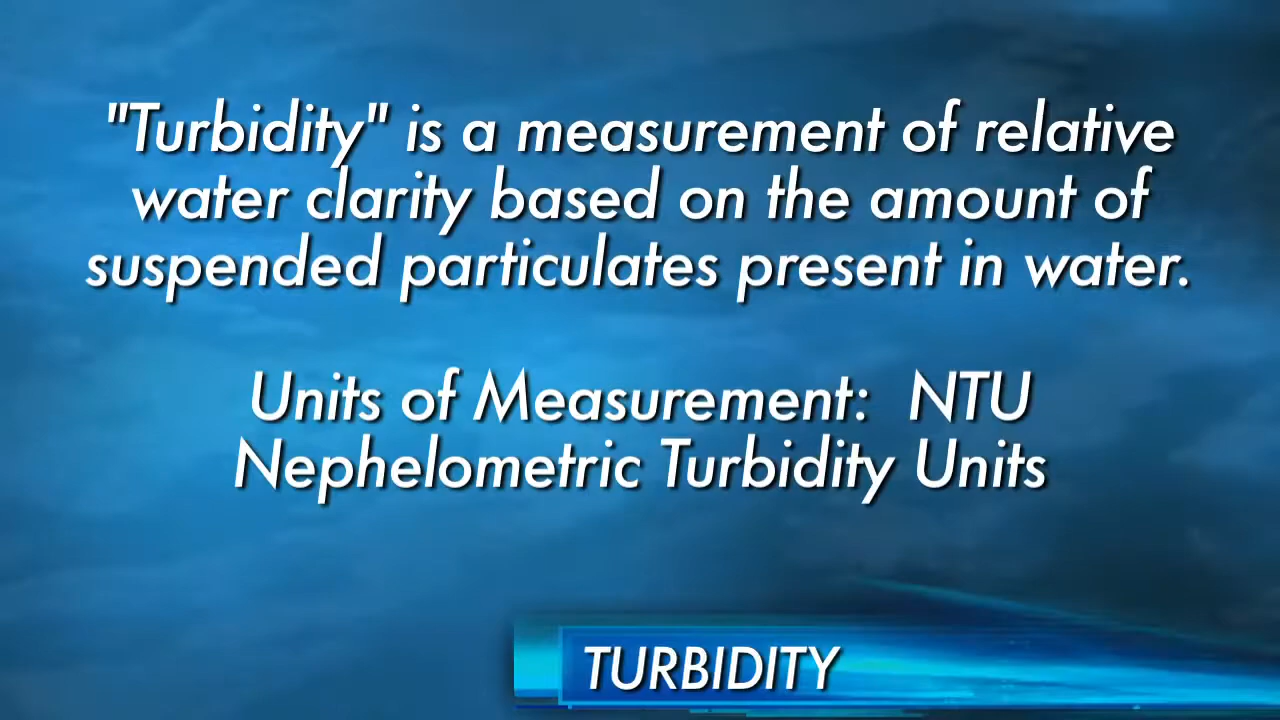 "Turbidity" is a measurement of relative
water clarity based on the amount of
suspended particulates present in water.
Units of Measurement:  NTU
Nephelometric Turbidity Units
TURBIDITY